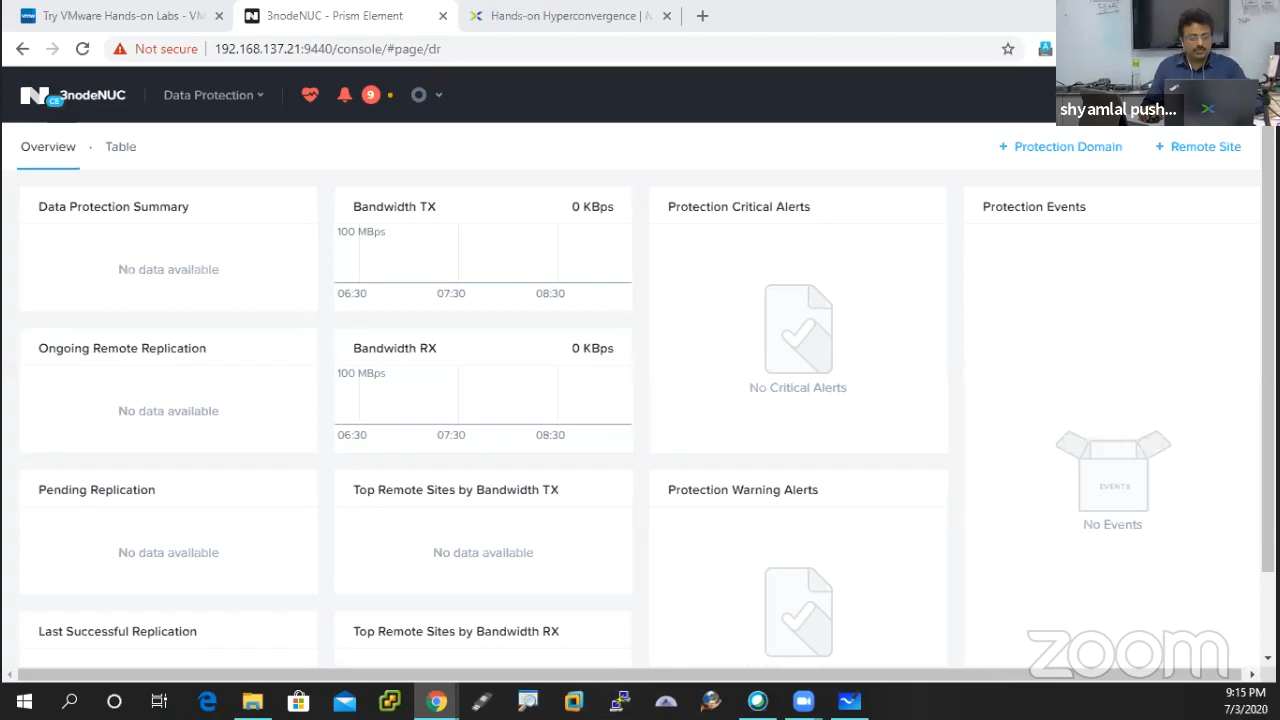 Try VMware Hands-on Labs - VM
3nodeNUC - Prism Element
Hands-on Hyperconvergence | N
Not secure
192.168.137.21:9440/console/#page/dr
N
CE
3nodeNUC
Data Protection
9
shyamlal push...
Overview · Table
+ Protection Domain
+ Remote Site
Data Protection Summary
No data available
Bandwidth TX
0 KBps
100 MBps
06:30
07:30
08:30
Protection Critical Alerts
No Critical Alerts
Protection Events
EVENTS
No Events
Ongoing Remote Replication
No data available
Bandwidth RX
0 KBps
100 MBps
06:30
07:30
08:30
Pending Replication
No data available
Top Remote Sites by Bandwidth TX
No data available
Protection Warning Alerts
Last Successful Replication
Top Remote Sites by Bandwidth RX
zoom
9:15 PM
7/3/2020